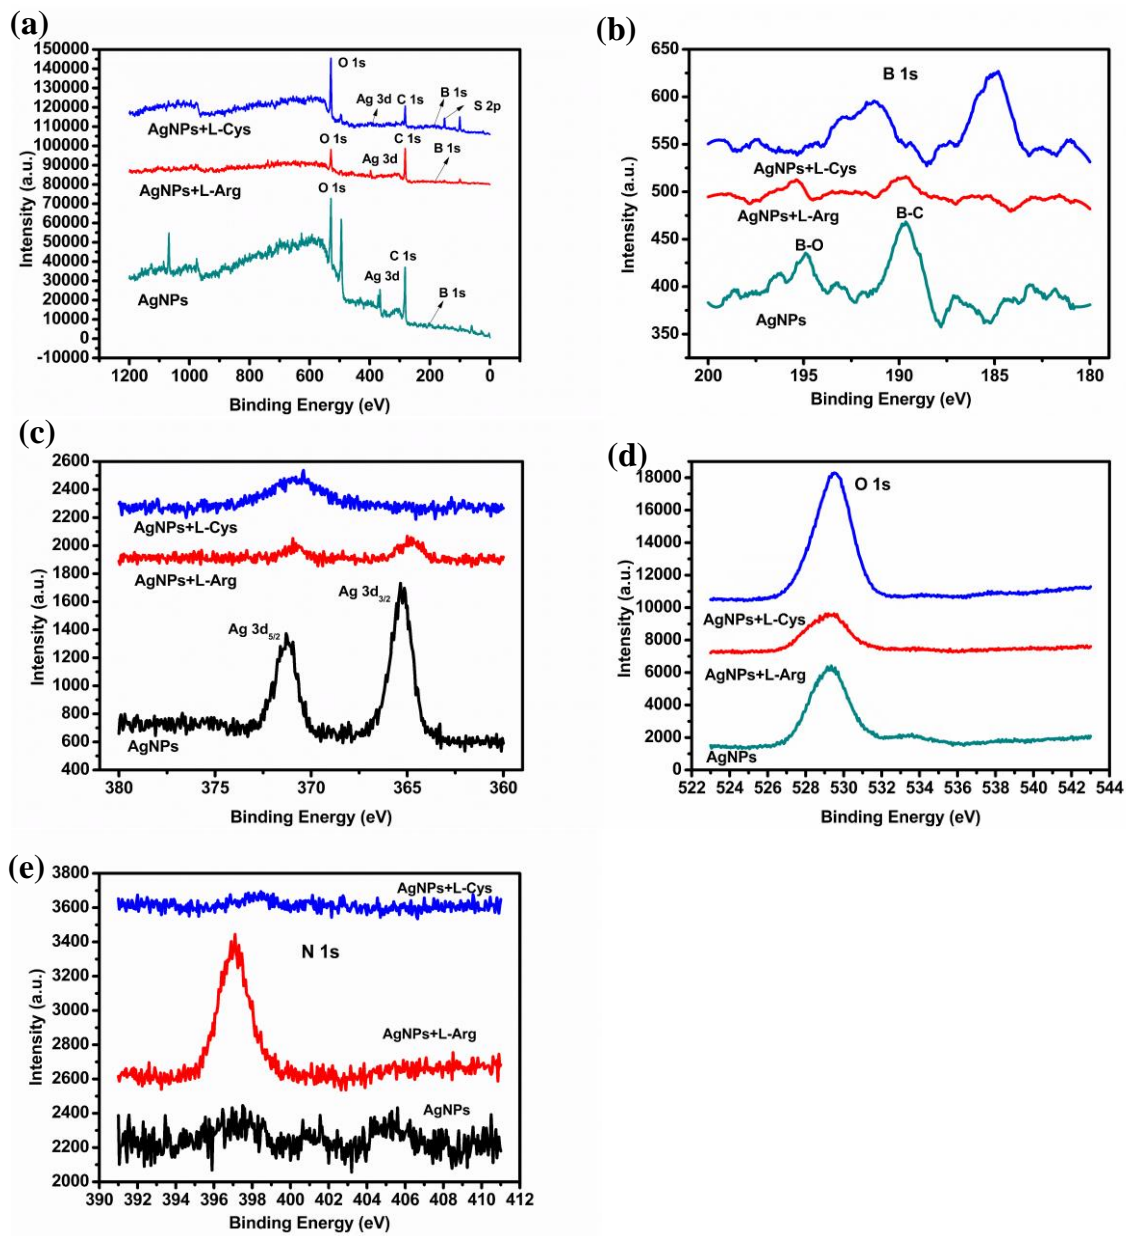 (a)
150000
140000
130000
120000
110000
100000
90000
80000
70000
60000
50000
40000
30000
20000
10000
0
-10000
Intensity (a.u.)
O 1s
Ag 3d
C 1s
B 1s
S 2p
AgNPs+L-Cys
O 1s
C 1s
Ag 3d
B 1s
AgNPs+L-Arg
O 1s
C 1s
Ag 3d
B 1s
AgNPs
1200 1000 800 600 400 200 0
Binding Energy (eV)
(b)
650
600
550
500
450
400
350
Intensity (a.u.)
B 1s
AgNPs+L-Cys
AgNPs+L-Arg
B-C
B-O
AgNPs
200 195 190 185 180
Binding Energy (eV)
(c)
2600
2400
2200
2000
1800
1600
1400
1200
1000
800
600
400
Intensity (a.u.)
AgNPs+L-Cys
AgNPs+L-Arg
Ag 3d3/2
Ag 3d5/2
AgNPs
380 375 370 365 360
Binding Energy (eV)
(d)
18000
16000
14000
12000
10000
8000
6000
4000
2000
0
Intensity (a.u.)
O 1s
AgNPs+L-Cys
AgNPs+L-Arg
AgNPs
522 524 526 528 530 532 534 536 538 540 542 544
Binding Energy (eV)
(e)
3800
3600
3400
3200
3000
2800
2600
2400
2200
2000
Intensity (a.u.)
AgNPs+L-Cys
N 1s
AgNPs+L-Arg
AgNPs
390 392 394 396 398 400 402 404 406 408 410 412
Binding Energy (eV)